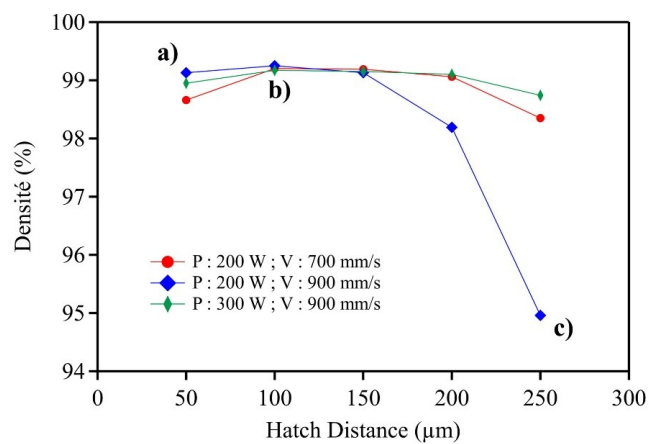 100
99
98
97
96
95
94
Densité (%)
a)
b)
c)
P : 200 W ; V : 700 mm/s
P : 200 W ; V : 900 mm/s
P : 300 W ; V : 900 mm/s
0 50 100 150 200 250 300
Hatch Distance (µm)